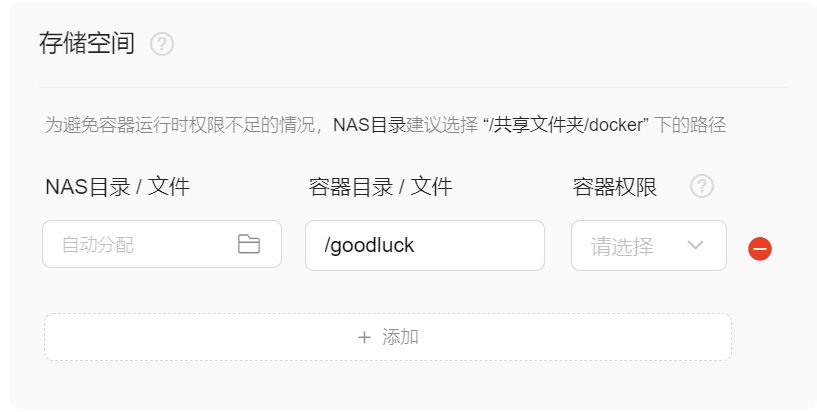 存储空间 ?
为避免容器运行时权限不足的情况，NAS目录建议选择 “/共享文件夹/docker” 下的路径
NAS目录 / 文件 容器目录 / 文件 容器权限 ?
自动分配 /goodluck 请选择
+ 添加